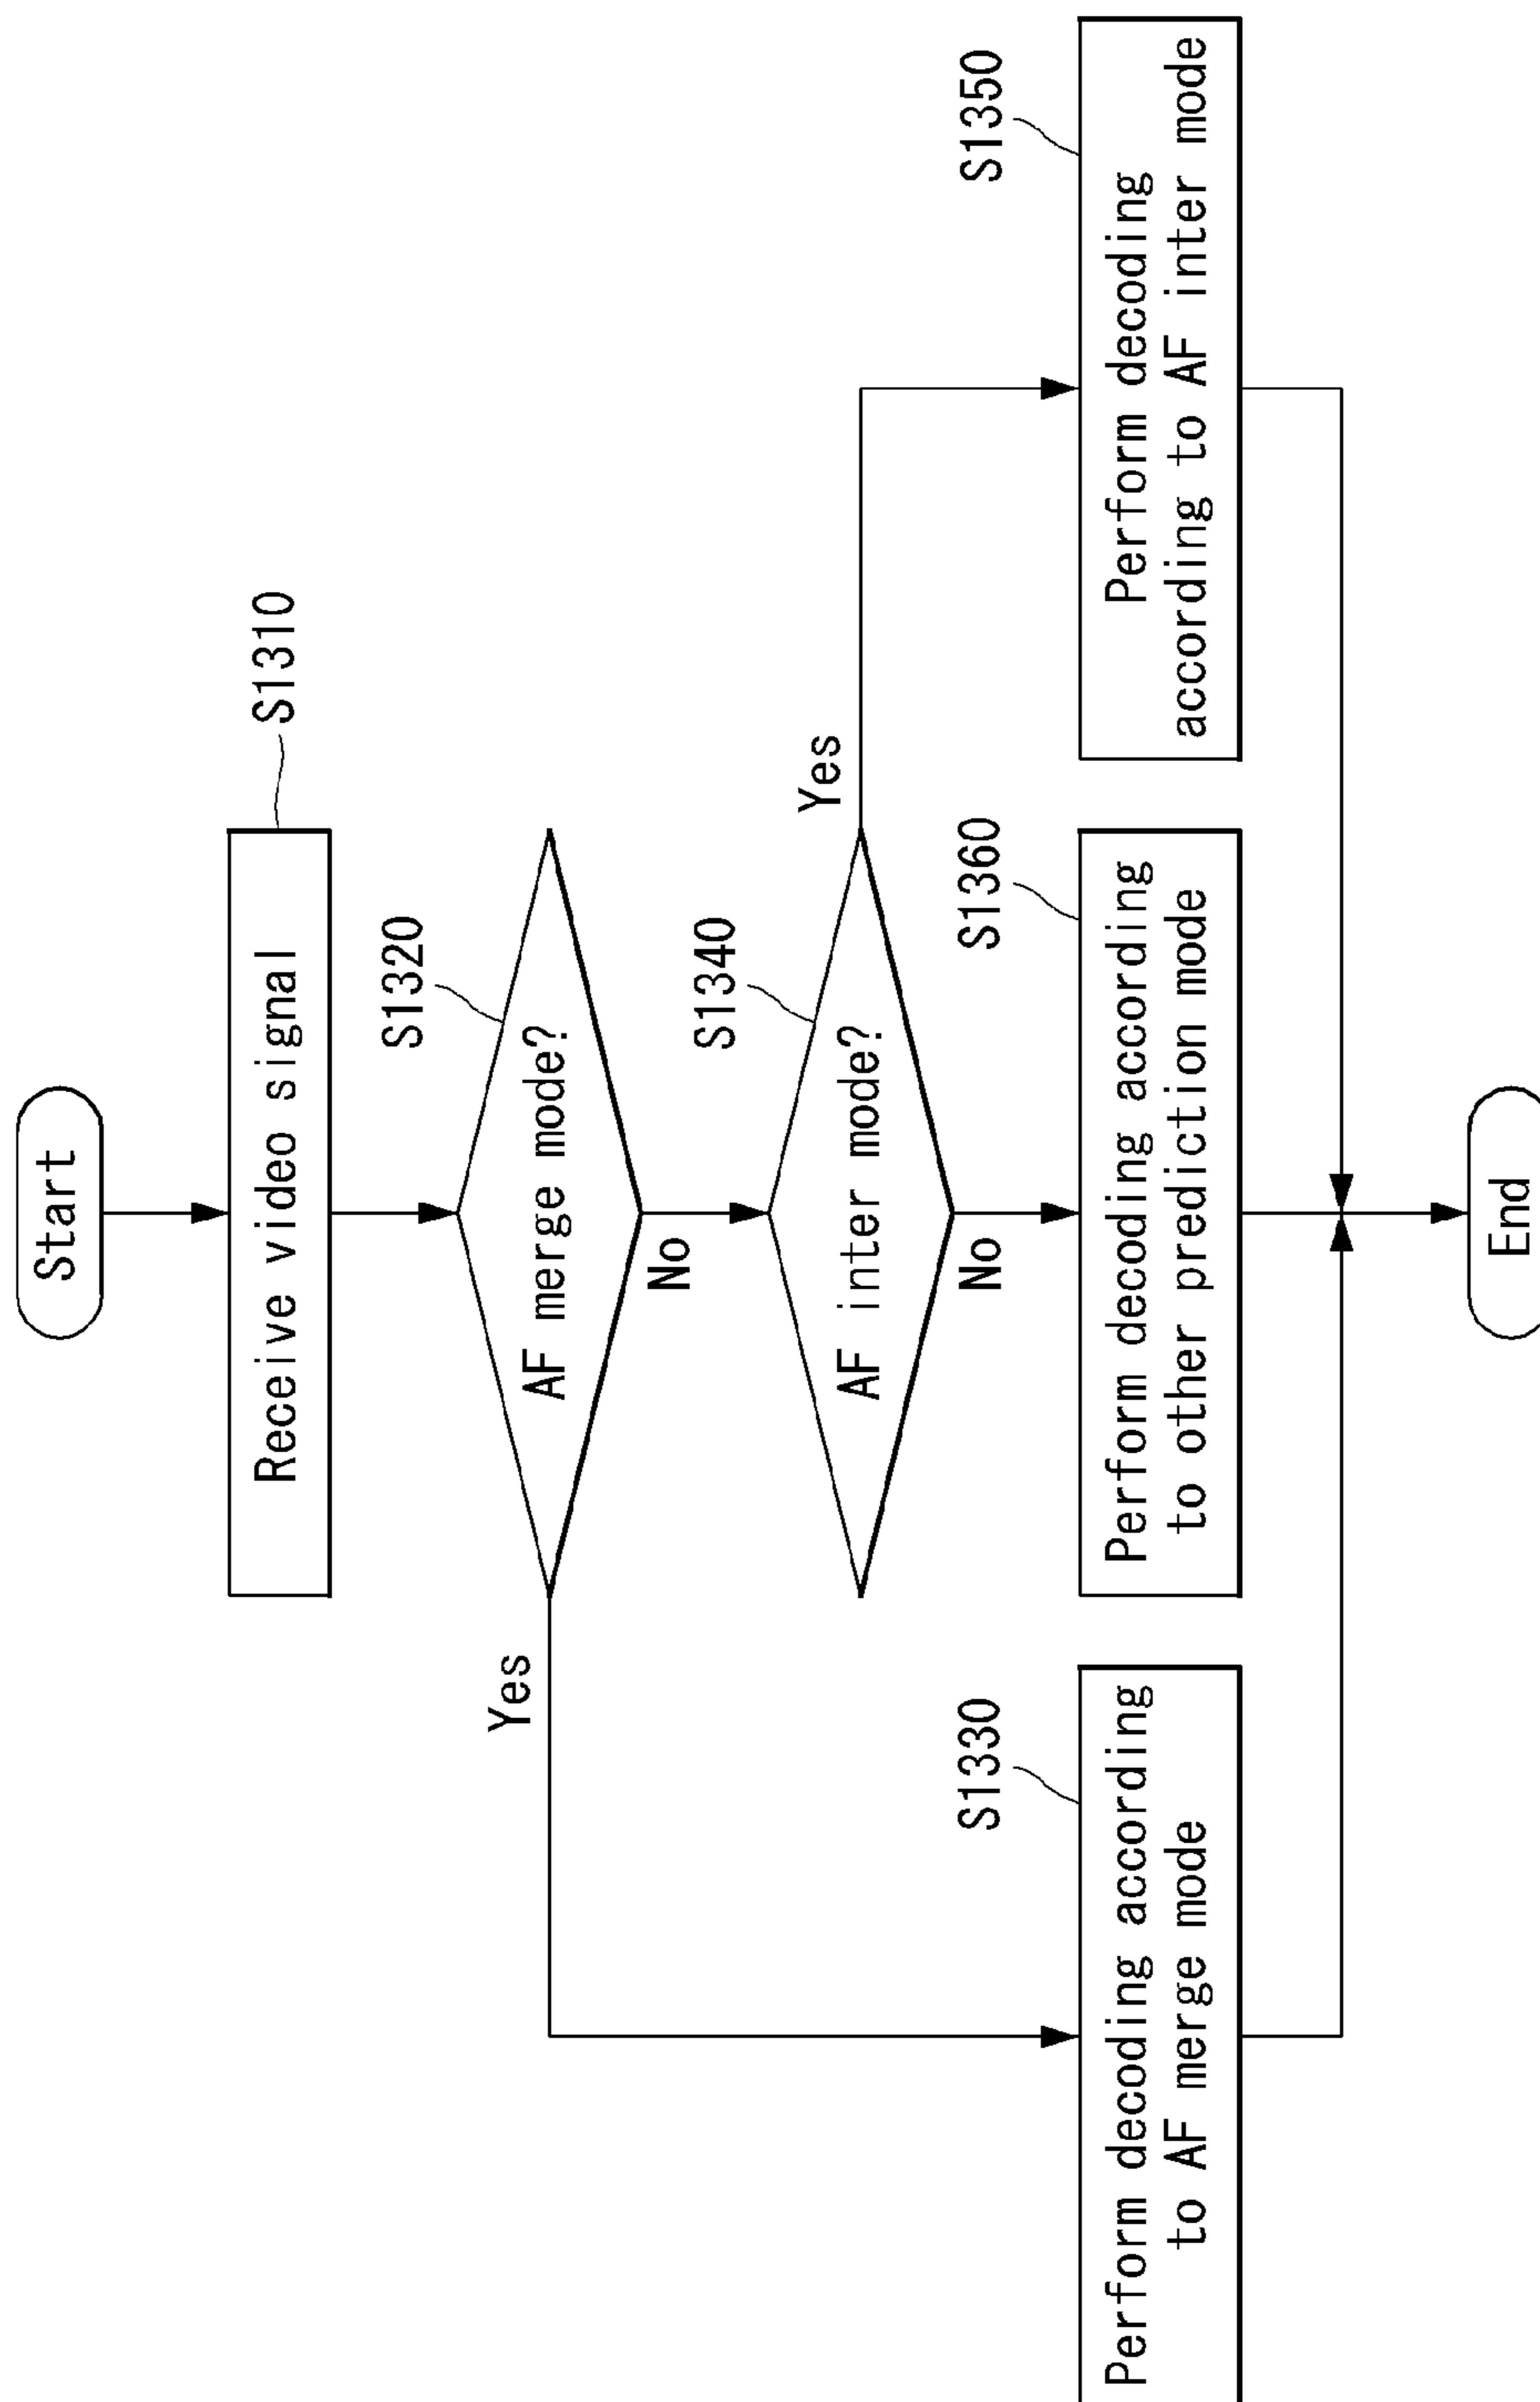 Start
Receive video signal
S1310
S1320
AF merge mode?
Yes
No
S1340
AF inter mode?
Yes
No
S1330
Perform decoding according
to AF merge mode
S1360
Perform decoding according
to other prediction mode
S1350
Perform decoding
according to AF inter mode
End